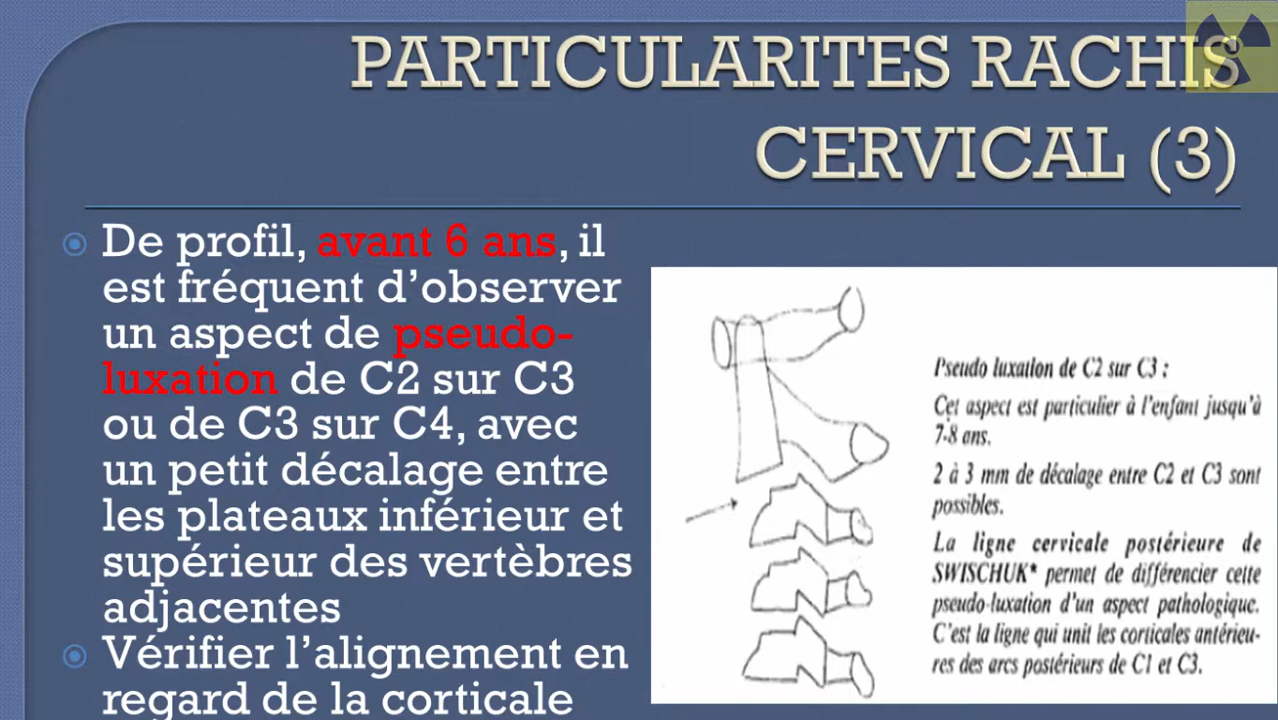 PARTICULARITES RACHIS
CERVICAL (3)
De profil, avant 6 ans, il
est fréquent d'observer
un aspect de pseudo-
luxation de C2 sur C3
ou de C3 sur C4, avec
un petit décalage entre
les plateaux inférieur et
supérieur des vertèbres
adjacentes
Vérifier l'alignement en
regard de la corticale
Pseudo luxation de C2 sur C3 :
Cet aspect est particulier à l'enfant jusqu'à
7-8 ans.
2 à 3 mm de décalage entre C2 et C3 sont
possibles.
La ligne cervicale postérieure de
SWISCHUK* permet de différencier cette
pseudo-luxation d'un aspect pathologique.
C'est la ligne qui unit les corticales antérieu-
res des arcs postérieurs de C1 et C3.